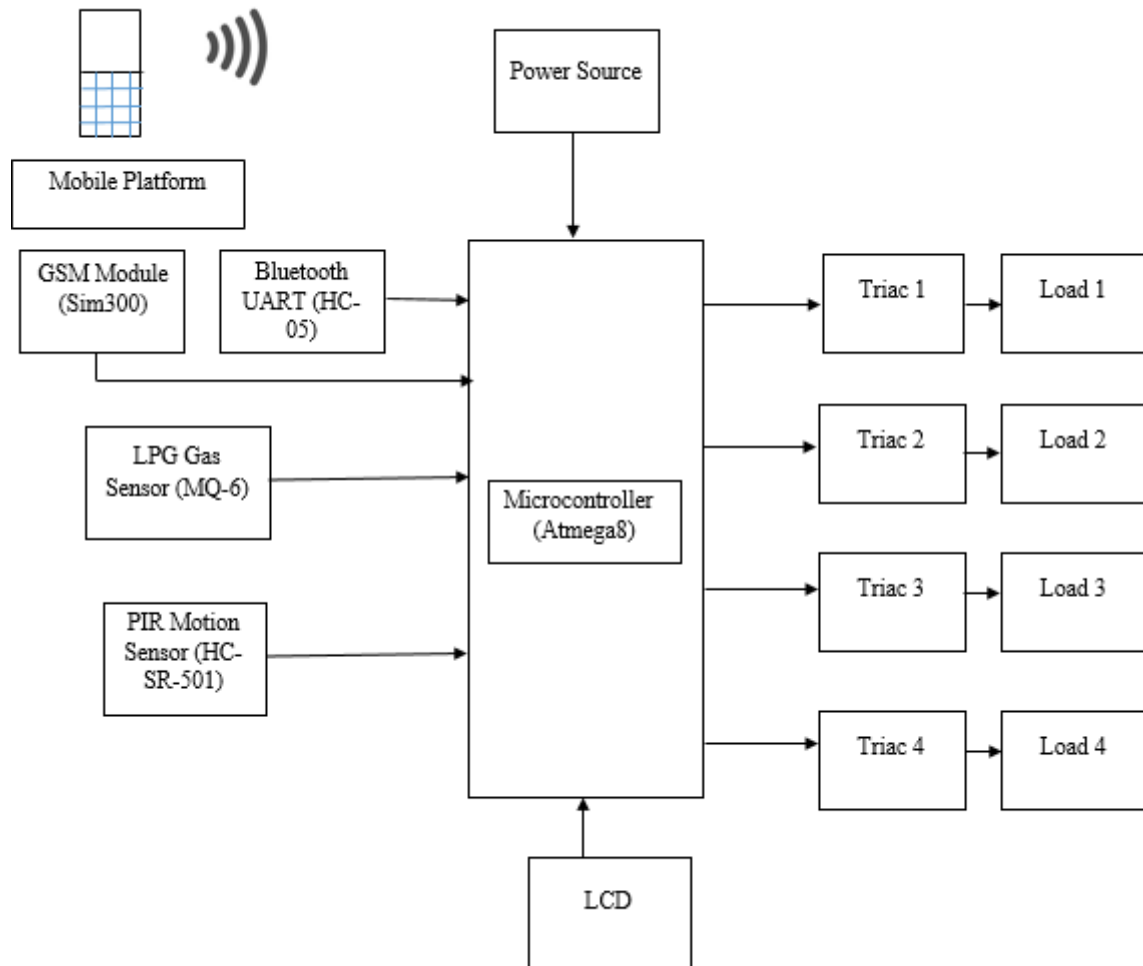 Power Source
Mobile Platform
GSM Module
(Sim300)
Bluetooth
UART (HC-
05)
LPG Gas
Sensor (MQ-6)
PIR Motion
Sensor (HC-
SR-501)
Microcontroller
(Atmega8)
Triac 1
Load 1
Triac 2
Load 2
Triac 3
Load 3
Triac 4
Load 4
LCD